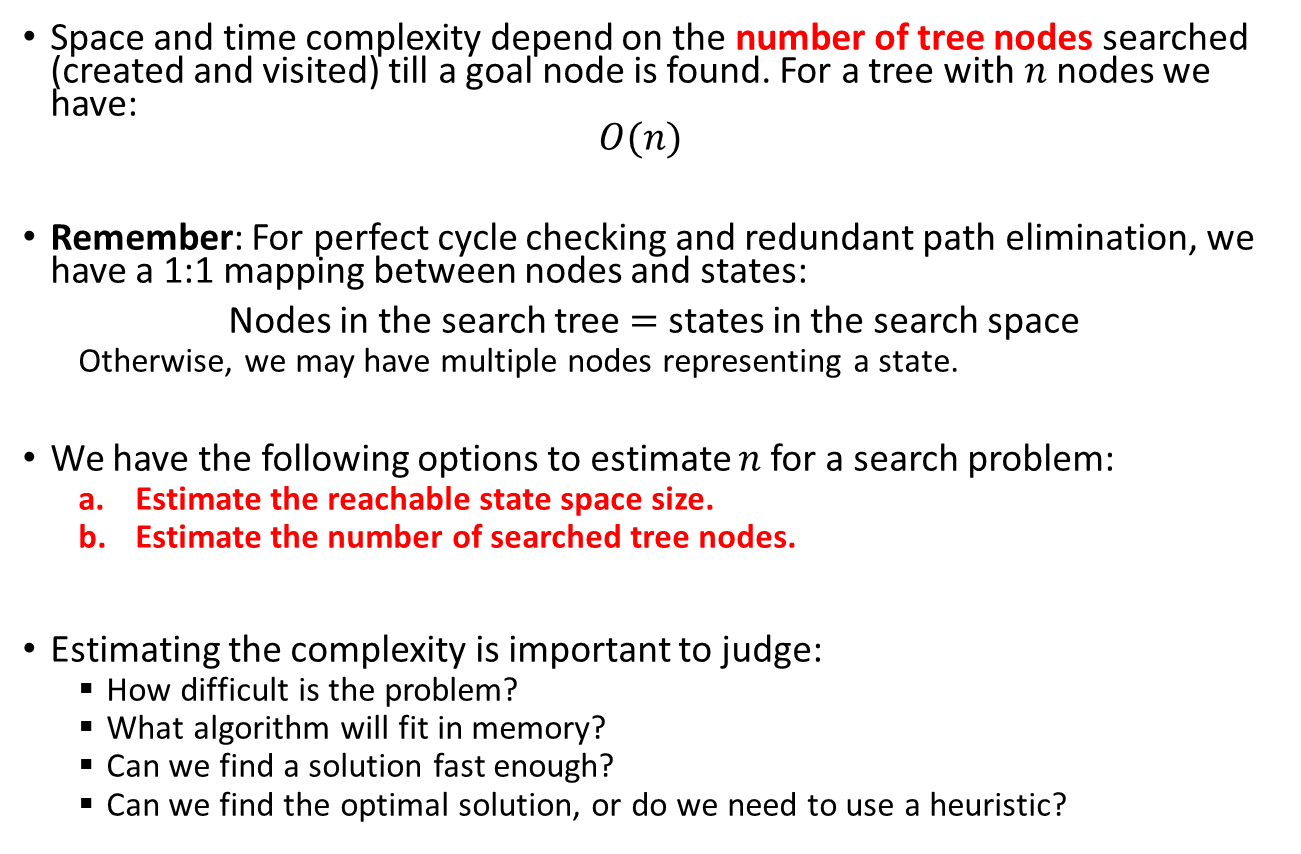 • Space and time complexity depend on the number of tree nodes searched
(created and visited) till a goal node is found. For a tree with n nodes we
have:
O(n)
• Remember: For perfect cycle checking and redundant path elimination, we
have a 1:1 mapping between nodes and states:
Nodes in the search tree = states in the search space
Otherwise, we may have multiple nodes representing a state.
• We have the following options to estimate n for a search problem:
a. Estimate the reachable state space size.
b. Estimate the number of searched tree nodes.
• Estimating the complexity is important to judge:
▪ How difficult is the problem?
▪ What algorithm will fit in memory?
▪ Can we find a solution fast enough?
▪ Can we find the optimal solution, or do we need to use a heuristic?